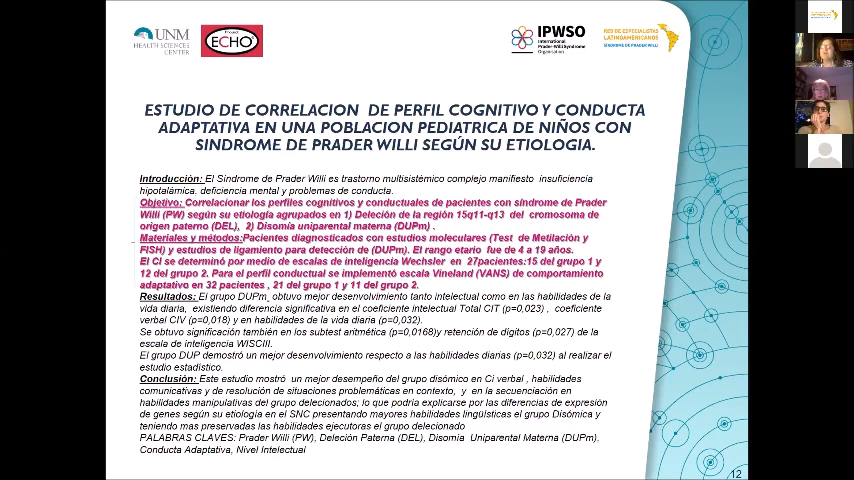 UNM
HEALTH SCIENCES
CENTER
Project
ECHO
IPWSO
International
Prader-Willi Syndrome
Organisation
RED DE ESPECIALISTAS
LATINOAMERICANOS
SÍNDROME DE PRADER WILLI
ESTUDIO DE CORRELACION DE PERFIL COGNITIVO Y CONDUCTA
ADAPTATIVA EN UNA POBLACION PEDIATRICA DE NIÑOS CON
SINDROME DE PRADER WILLI SEGÚN SU ETIOLOGIA.
Introducción: El Síndrome de Prader Willi es trastorno multisistémico complejo manifiesto insuficiencia
hipotalámica, deficiencia mental y problemas de conducta.
Objetivo: Correlacionar los perfiles cognitivos y conductuales de pacientes con síndrome de Prader
Willi (PW) según su etiología agrupados en 1) Deleción de la región 15q11-q13 del cromosoma de
origen paterno (DEL), 2) Disomía uniparental materna (DUPm) .
Materiales y métodos:Pacientes diagnosticados con estudios moleculares (Test de Metilación y
FISH) y estudios de ligamiento para detección de (DUPm). El rango etario fue de 4 a 19 años.
El CI se determinó por medio de escalas de inteligencia Wechsler en 27pacientes:15 del grupo 1 y
12 del grupo 2. Para el perfil conductual se implementó escala Vineland (VANS) de comportamiento
adaptativo en 32 pacientes , 21 del grupo 1 y 11 del grupo 2.
Resultados: El grupo DUPm obtuvo mejor desarrollo tanto intelectual como en las habilidades de la
vida diaria, existiendo diferencia significativa en el coeficiente intelectual Total CIT (p=0,023) , coeficiente
verbal CIV (p=0,018) y en habilidades de la vida diaria (p=0,032).
Se obtuvo significación también en los subtest aritmética (p=0,0168)y retención de dígitos (p=0,027) de la
escala de inteligencia WISCIII.
El grupo DUP demostró un mejor desenvolvimiento respecto a las habilidades diarias (p=0,032) al realizar el
estudio estadístico.
Conclusión: Este estudio mostró un mejor desempeño del grupo disómico en Ci verbal , habilidades
comunicativas y de resolución de situaciones problemáticas en contexto, y en la secuenciación en
habilidades manipulativas del grupo delecionados; lo que podría explicarse por las diferencias de expresión
de genes según su etiología en el SNC presentando mayores habilidades lingüísticas el grupo Disómica y
teniendo mas preservadas las habilidades ejecutoras el grupo delecionado
PALABRAS CLAVES: Prader Willi (PW), Deleción Paterna (DEL), Disomía Uniparental Materna (DUPm),
Conducta Adaptativa, Nivel Intelectual
12